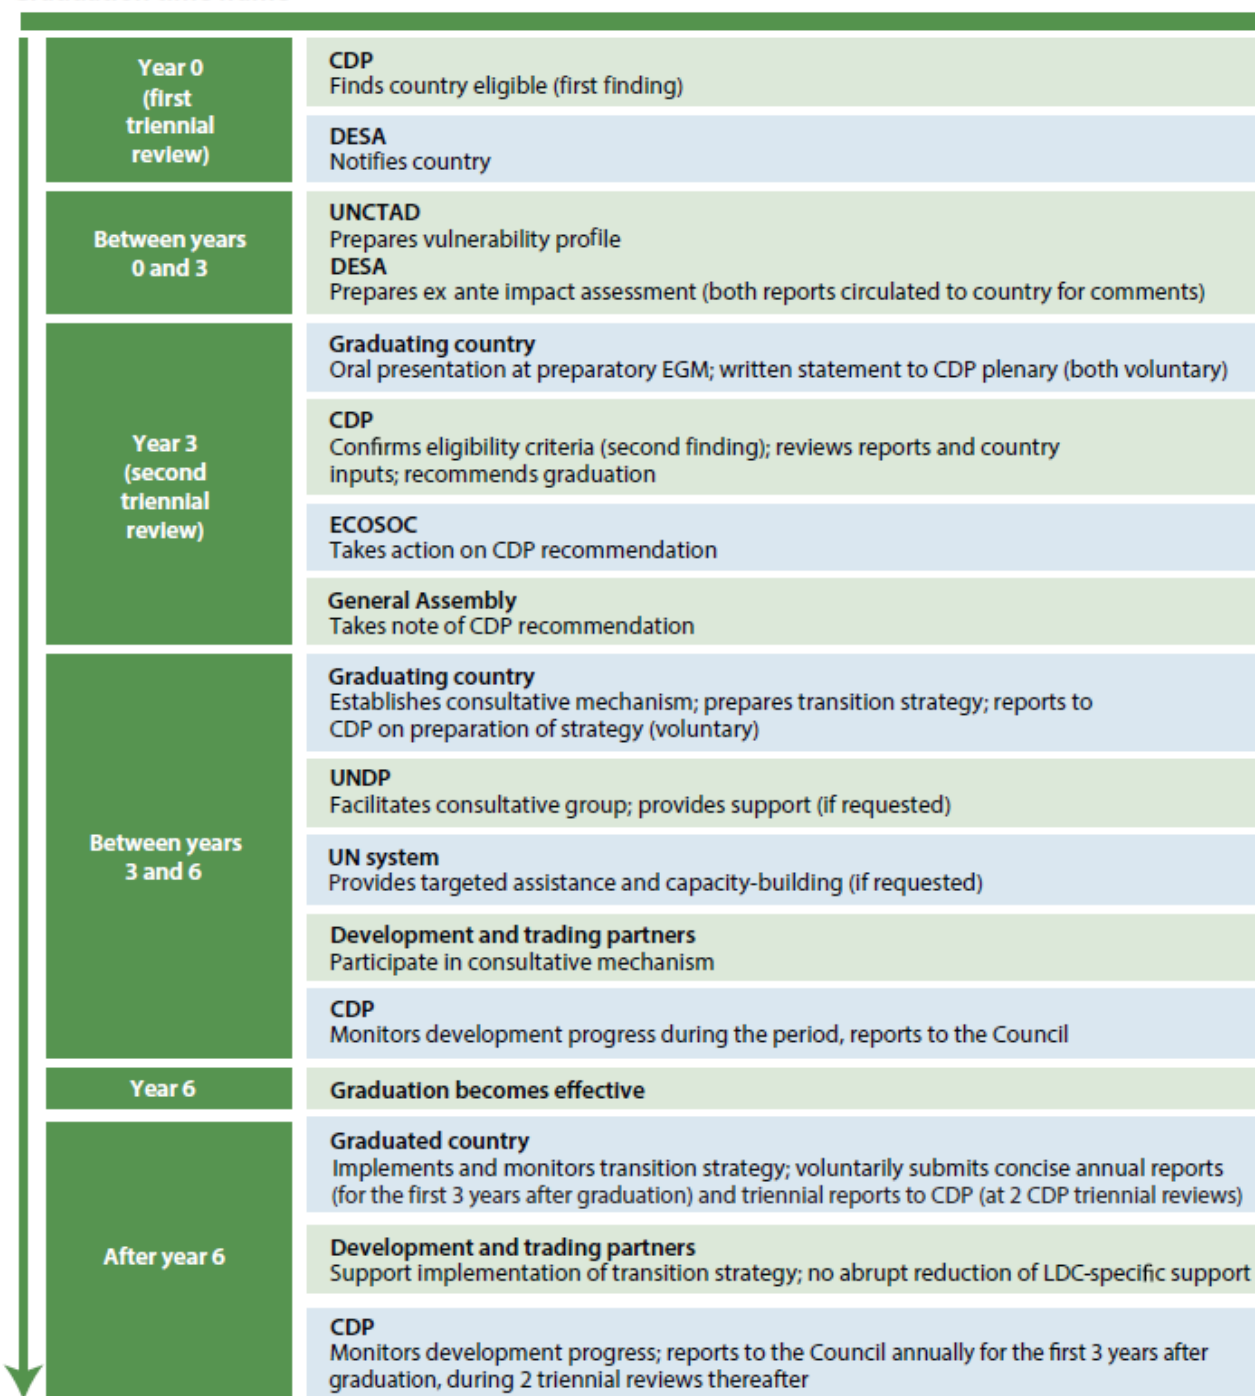 Year 0
(first
triennial
review)
CDP
Finds country eligible (first finding)
DESA
Notifies country
Between years
0 and 3
UNCTAD
Prepares vulnerability profile
DESA
Prepares ex ante impact assessment (both reports circulated to country for comments)
Year 3
(second
triennial
review)
Graduating country
Oral presentation at preparatory EGM; written statement to CDP plenary (both voluntary)
CDP
Confirms eligibility criteria (second finding); reviews reports and country
inputs; recommends graduation
ECOSOC
Takes action on CDP recommendation
General Assembly
Takes note of CDP recommendation
Between years
3 and 6
Graduating country
Establishes consultative mechanism; prepares transition strategy; reports to
CDP on preparation of strategy (voluntary)
UNDP
Facilitates consultative group; provides support (if requested)
UN system
Provides targeted assistance and capacity-building (if requested)
Development and trading partners
Participate in consultative mechanism
CDP
Monitors development progress during the period, reports to the Council
Year 6
Graduation becomes effective
After year 6
Graduated country
Implements and monitors transition strategy; voluntarily submits concise annual reports
(for the first 3 years after graduation) and triennial reports to CDP (at 2 CDP triennial reviews)
Development and trading partners
Support implementation of transition strategy; no abrupt reduction of LDC-specific support
CDP
Monitors development progress; reports to the Council annually for the first 3 years after
graduation, during 2 triennial reviews thereafter